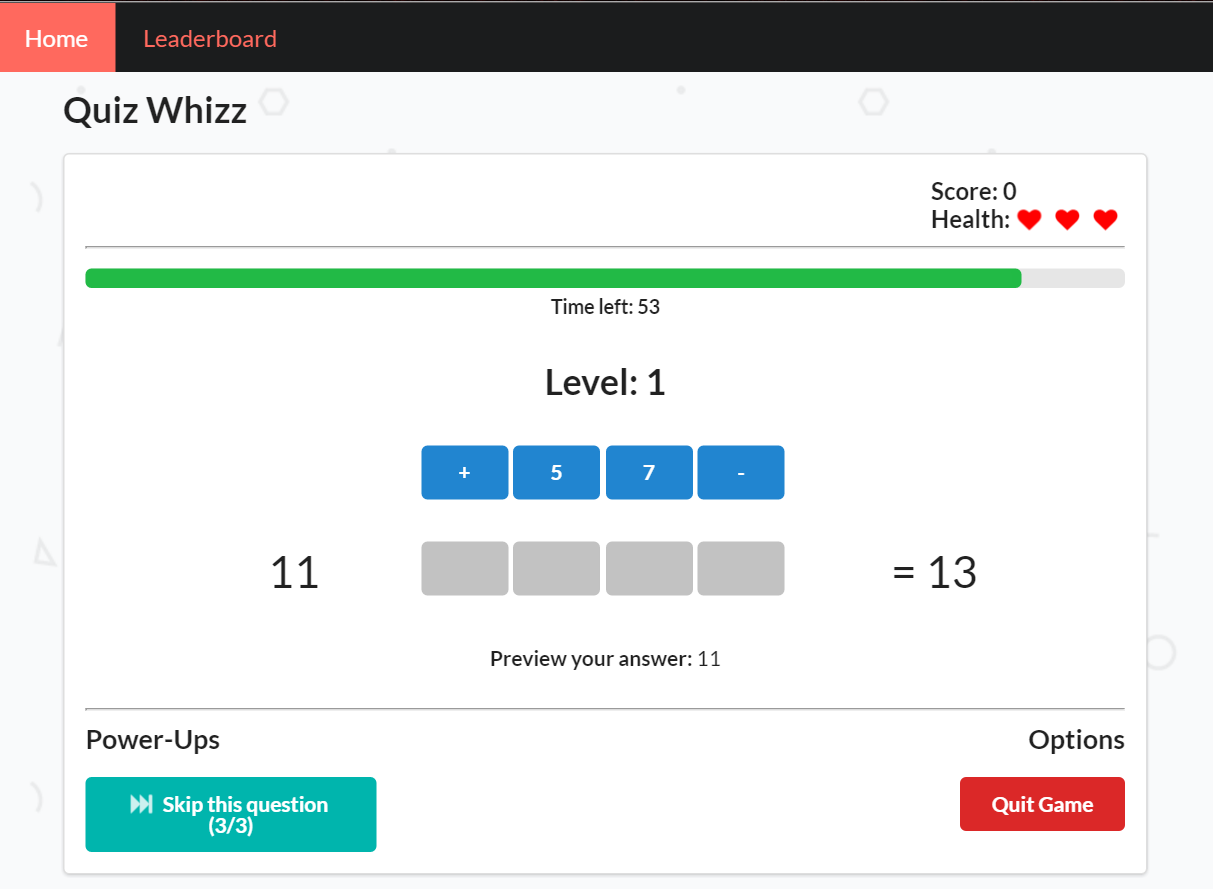 Home Leaderboard
Quiz Whizz
Score: 0
Health:
Time left: 53
Level: 1
+ 5 7 -
11 = 13
Preview your answer: 11
Power-Ups Options
Skip this question
(3/3)
Quit Game